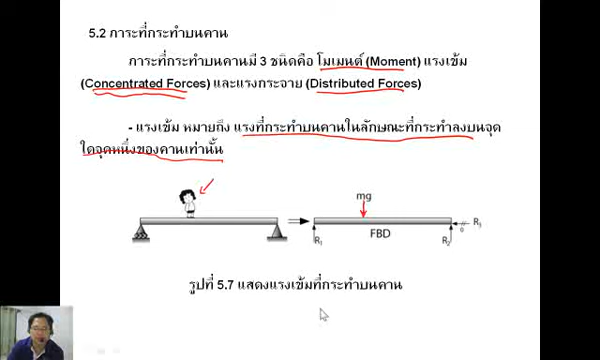 5.2 ภาระที่กระทำบนคาน
ภาระที่กระทำบนคานมี 3 ชนิดคือ โมเมนต์ (Moment) แรงเข้ม
(Concentrated Forces) และแรงกระจาย (Distributed Forces)
- แรงเข้ม หมายถึง แรงที่กระทำบนคานในลักษณะที่กระทำลงบนจุด
ใดจุดหนึ่งของคานเท่านั้น
mg
R1 FBD R2 R3
0
รูปที่ 5.7 แสดงแรงเข้มที่กระทำบนคาน